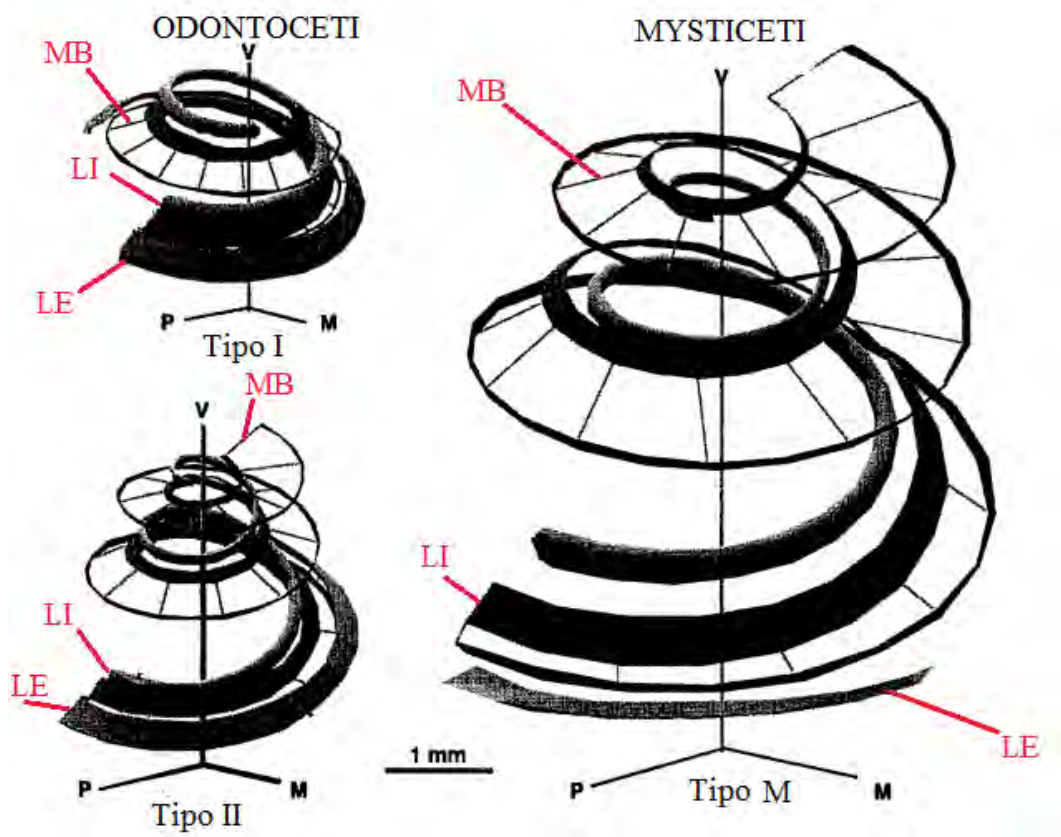 ODONTOCETI
V
MB
LI
LE
P
M
Tipo I
MB
V
LI
LE
P
M
Tipo II
1 mm
MYSTICETI
V
MB
LI
LE
P
M
Tipo M